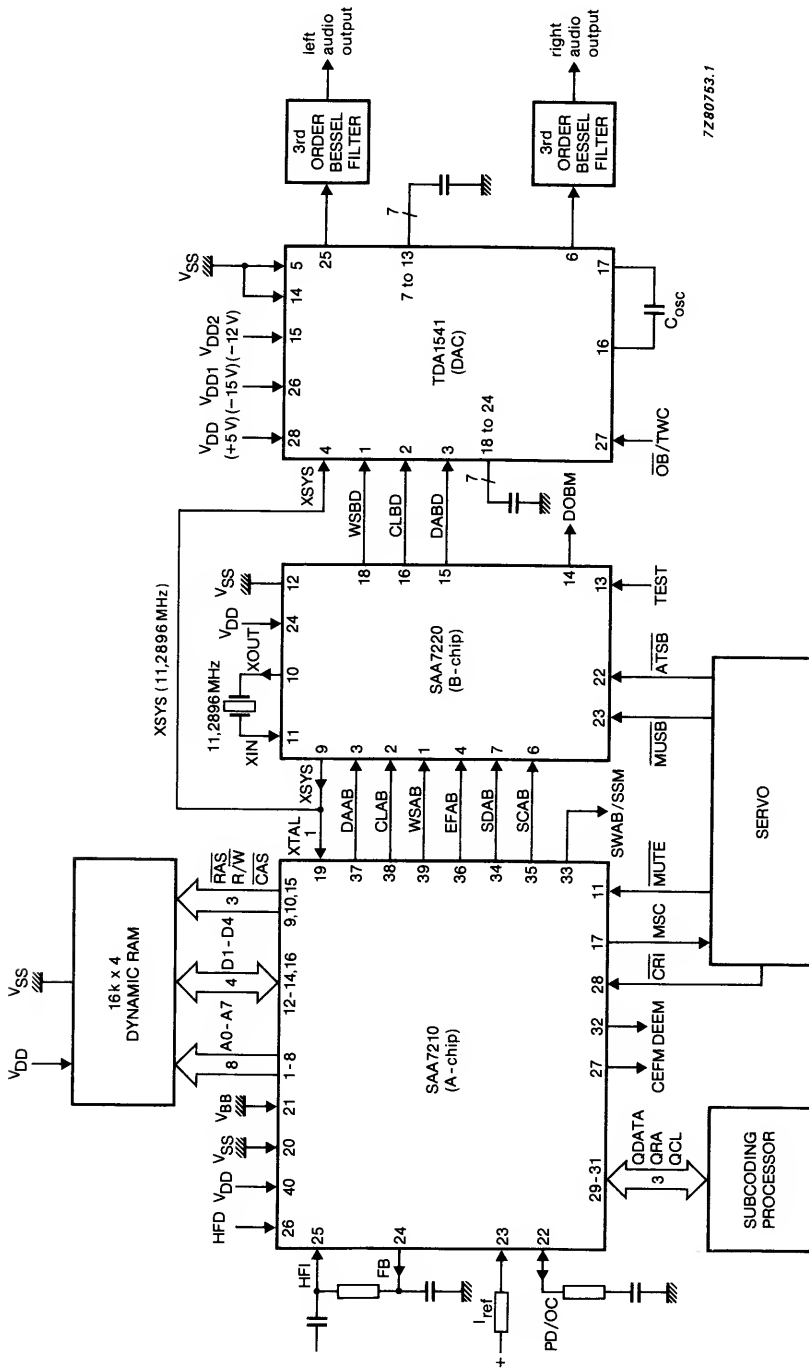 VDD
VSS
16k x 4
DYNAMIC RAM
8
A0-A7
4
D1-D4
3
RAS
R/W
CAS
HFD
VDD
VSS
VBB
26
40
20
21
1 - 8
12-14,16
9,10,15
HFI
25
FB
24
Iref
+
23
PD/OC
22
SAA7210
(A-chip)
29-31
27
32
28
17
11
3
QDATA
QRA
QCL
CEFM
DEEM
CRI
MSC
MUTE
SUBCODING
PROCESSOR
SERVO
XTAL
1
19
37
38
39
36
34
35
33
SWAB/SSM
XSYS
DAAB
CLAB
WSAB
EFAB
SDAB
SCAB
9
3
2
1
4
7
6
XSYS (11,2896 MHz)
11,2896 MHz
XIN
XOUT
VDD
VSS
11
10
24
12
SAA7220
(B-chip)
23
22
13
MUSB
ATSB
TEST
18
16
15
14
WSBD
CLBD
DABD
DOBM
XSYS
4
1
2
3
18 to 24
7
VDD
(+5 V)
VDD1
(-15 V)
VDD2
(-12 V)
VSS
28
26
15
14
5
TDA1541
(DAC)
25
7 to 13
7
6
27
OB/TWC
16
17
Cosc
3rd
ORDER
BESSEL
FILTER
left
audio
output
3rd
ORDER
BESSEL
FILTER
right
audio
output
7Z80753.1